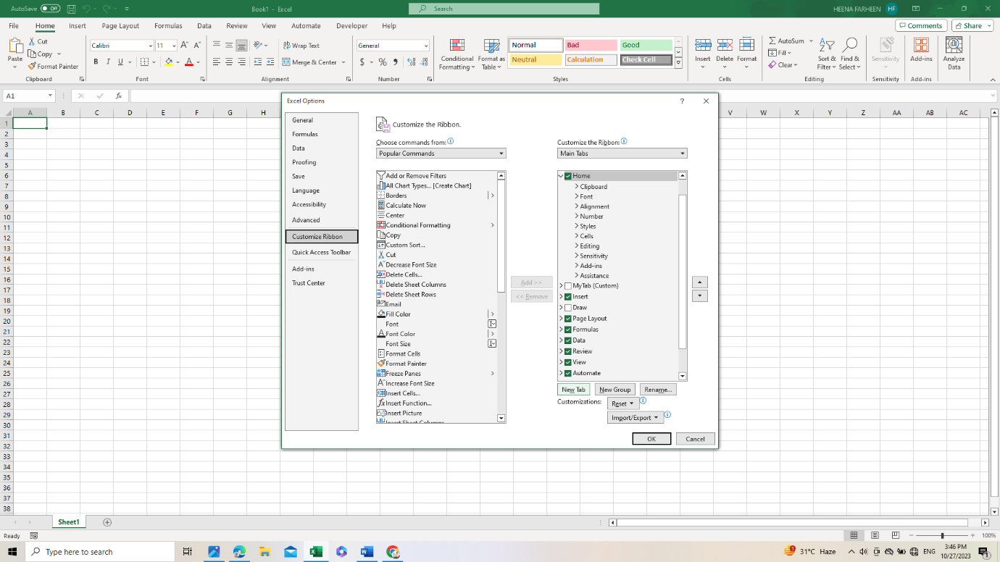 AutoSave Off Book1 - Excel Search HEENA FARHEEN HF
File Home Insert Page Layout Formulas Data Review View Automate Developer Help Comments Share
Paste
Cut
Copy
Format Painter
Clipboard
Calibri 11
B I U
Font
Wrap Text
Merge & Center
Alignment
General
$ % ,
Number
Conditional Formatting
Format as Table
Normal Bad Good
Neutral Calculation Check Cell
Styles
Insert Delete Format
Cells
AutoSum
Fill
Clear
Sort & Filter
Find & Select
Editing
Sensitivity
Sensitivity
Add-ins
Add-ins
Analyze Data
A1 fx
A B C D E F G H V W X Y Z AA AB AC
1
2
3
4
5
6
7
8
9
10
11
12
13
14
15
16
17
18
19
20
21
22
23
24
25
26
27
28
29
30
31
32
33
34
35
36
37
38
Excel Options ?
General
Formulas
Data
Proofing
Save
Language
Accessibility
Advanced
Customize Ribbon
Quick Access Toolbar
Add-ins
Trust Center
Customize the Ribbon.
Choose commands from:
Popular Commands
Add or Remove Filters
All Chart Types... [Create Chart]
Borders
Calculate Now
Center
Conditional Formatting
Copy
Custom Sort...
Cut
Decrease Font Size
Delete Cells...
Delete Sheet Columns
Delete Sheet Rows
Email
Fill Color
Font
Font Color
Font Size
Format Cells
Format Painter
Freeze Panes
Increase Font Size
Insert Cells...
Insert Function...
Insert Picture
Insert Sheet Columns
Add >>
<< Remove
Customize the Ribbon:
Main Tabs
Home
Clipboard
Font
Alignment
Number
Styles
Cells
Editing
Sensitivity
Add-ins
Assistance
MyTab (Custom)
Insert
Draw
Page Layout
Formulas
Data
Review
View
Automate
New Tab New Group Rename...
Customizations: Reset
Import/Export
OK Cancel
Sheet1
Ready 100%
Type here to search
31°C Haze ENG 3:46 PM
10/27/2023 1